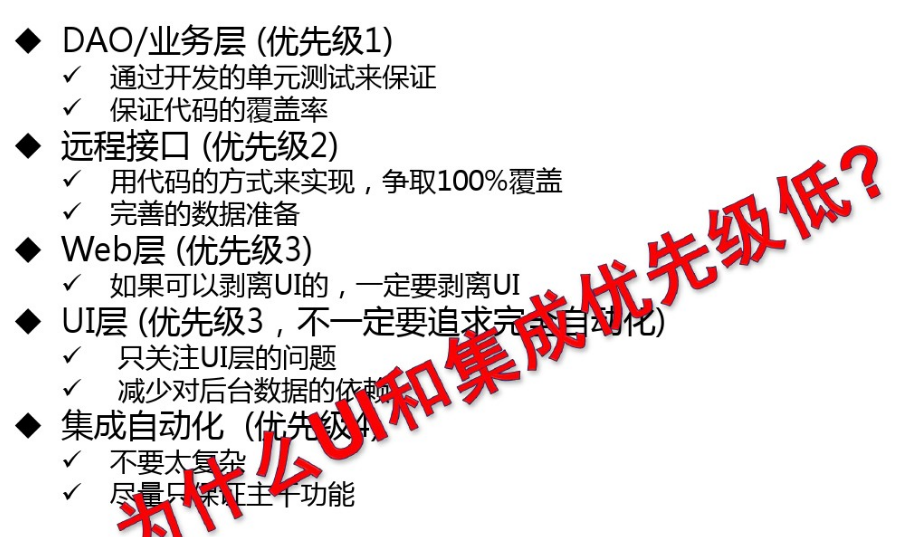 ◆ DAO/业务层 (优先级1)
✓ 通过开发的单元测试来保证
✓ 保证代码的覆盖率
◆ 远程接口 (优先级2)
✓ 用代码的方式来实现，争取100%覆盖
✓ 完善的数据准备
◆ Web层 (优先级3)
✓ 如果可以剥离UI的，一定要剥离UI
◆ UI层 (优先级3，不一定要追求完全自动化)
✓ 只关注UI层的问题
✓ 减少对后台数据的依赖
◆ 集成自动化 (优先级4)
✓ 不要太复杂
✓ 尽量只保证主干功能
为什么UI和集成优先级低?